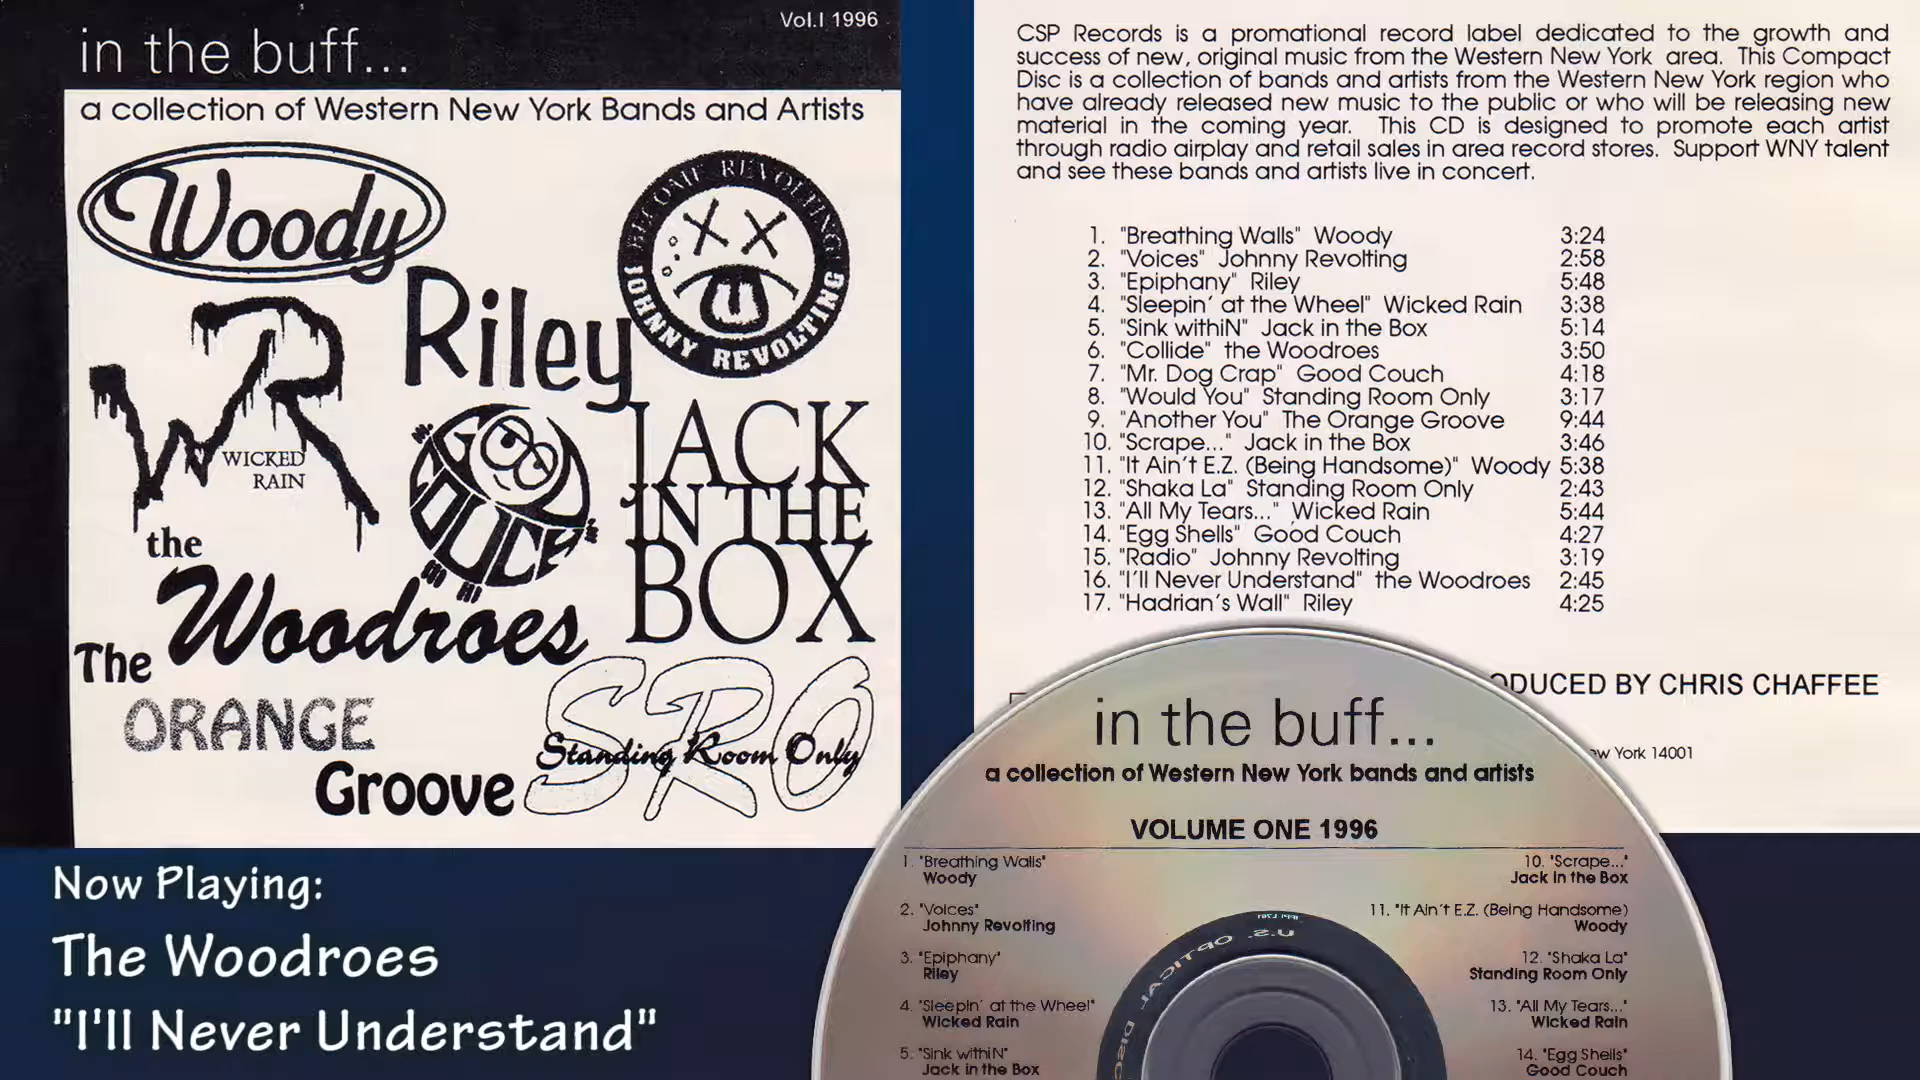 Vol.I 1996
in the buff...
a collection of Western New York Bands and Artists
Woody
BECOME REVOLTING
JOHNNY REVOLTING
Riley
WR
WICKED
RAIN
GOOD
COUCH
JACK
IN THE
BOX
the
Woodroes
The
ORANGE
Groove
SRO
Standing Room Only
Now Playing:
The Woodroes
"I'll Never Understand"
CSP Records is a promotional record label dedicated to the growth and
success of new, original music from the Western New York area. This Compact
Disc is a collection of bands and artists from the Western New York region who
have already released new music to the public or who will be releasing new
material in the coming year. This CD is designed to promote each artist
through radio airplay and retail sales in area record stores. Support WNY talent
and see these bands and artists live in concert.
1. "Breathing Walls" Woody 3:24
2. "Voices" Johnny Revolting 2:58
3. "Epiphany" Riley 5:48
4. "Sleepin' at the Wheel" Wicked Rain 3:38
5. "Sink withiN" Jack in the Box 5:14
6. "Collide" the Woodroes 3:50
7. "Mr. Dog Crap" Good Couch 4:18
8. "Would You" Standing Room Only 3:17
9. "Another You" The Orange Groove 9:44
10. "Scrape..." Jack in the Box 3:46
11. "It Ain't E.Z. (Being Handsome)" Woody 5:38
12. "Shaka La" Standing Room Only 2:43
13. "All My Tears..." Wicked Rain 5:44
14. "Egg Shells" Good Couch 4:27
15. "Radio" Johnny Revolting 3:19
16. "I'll Never Understand" the Woodroes 2:45
17. "Hadrian's Wall" Riley 4:25
ODUCED BY CHRIS CHAFFEE
w York 14001
in the buff...
a collection of Western New York bands and artists
VOLUME ONE 1996
1. "Breathing Walls"
Woody
2. "Voices"
Johnny Revolting
3. "Epiphany"
Riley
4. "Sleepin' at the Wheel"
Wicked Rain
5. "Sink withiN"
Jack in the Box
10. "Scrape..."
Jack in the Box
11. "It Ain't E.Z. (Being Handsome)
Woody
12. "Shaka La"
Standing Room Only
13. "All My Tears..."
Wicked Rain
14. "Egg Shells"
Good Couch
U.S. OPTICAL DISC